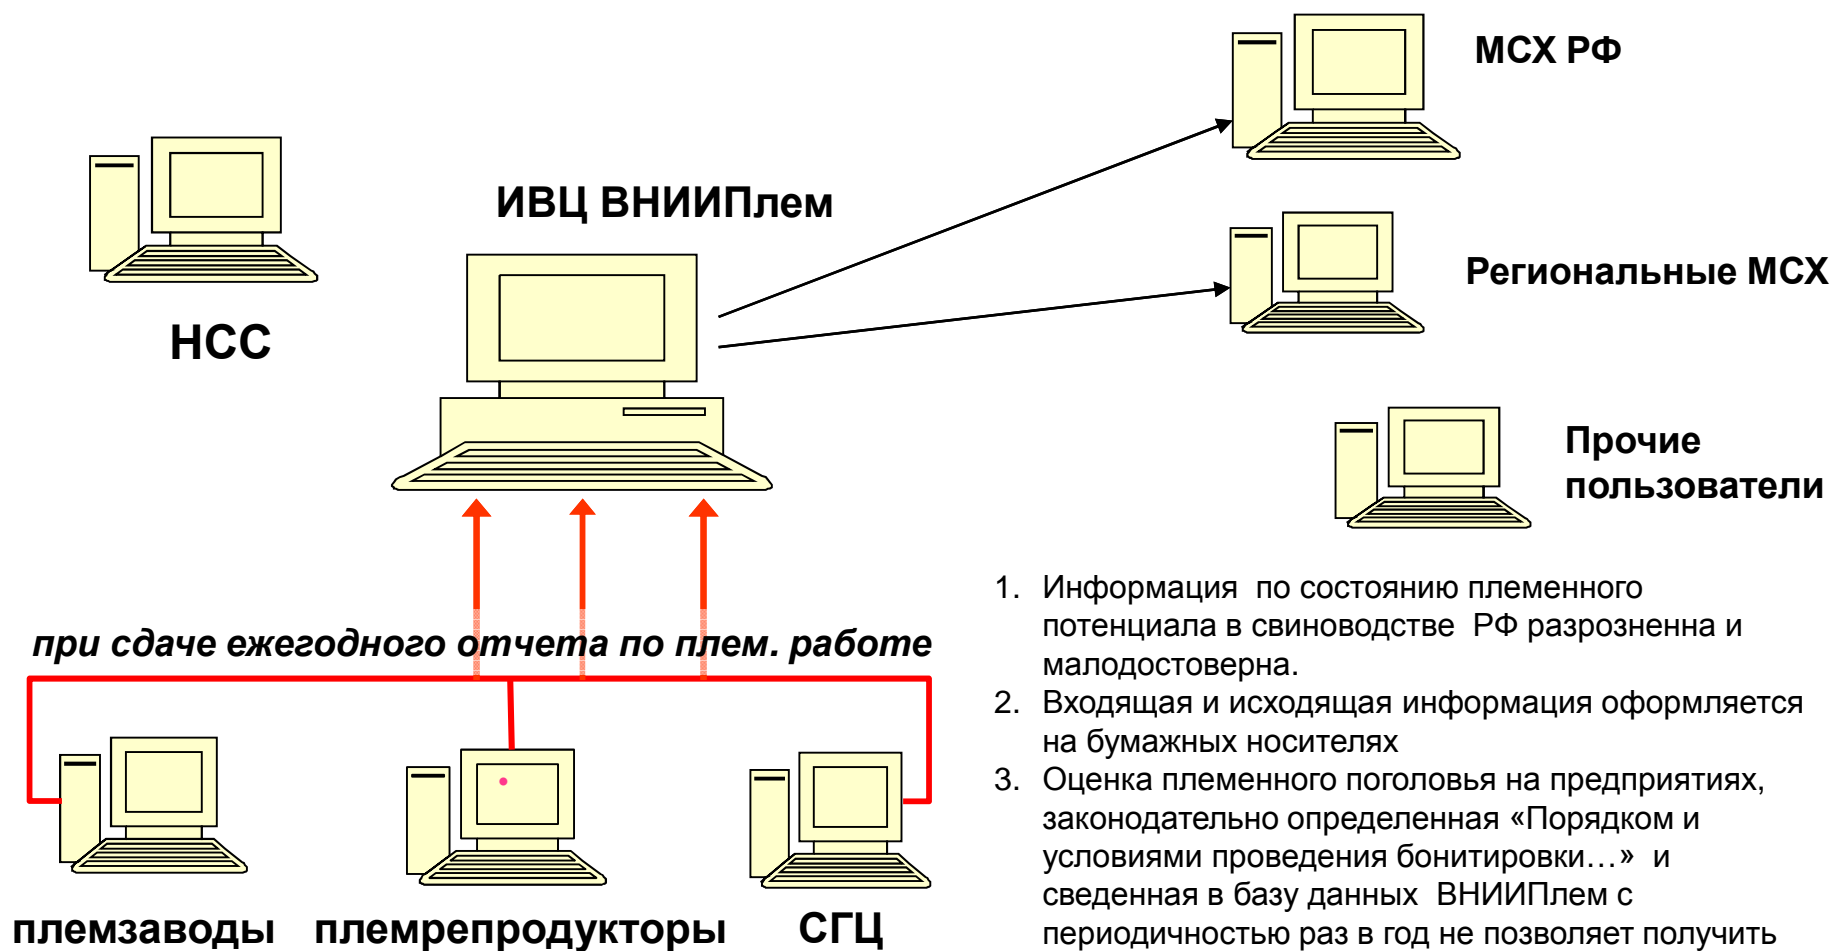 МСХ РФ
ИВЦ ВНИИПлем
Региональные МСХ
НСС
Прочие
пользователи
при сдаче ежегодного отчета по плем. работе
племзаводы
племрепродукторы
СГЦ
1. Информация по состоянию племенного
потенциала в свиноводстве РФ разрозненна и
малодостоверна.
2. Входящая и исходящая информация оформляется
на бумажных носителях
3. Оценка племенного поголовья на предприятиях,
законодательно определенная «Порядком и
условиями проведения бонитировки…» и
сведенная в базу данных ВНИИПлем с
периодичностью раз в год не позволяет получить